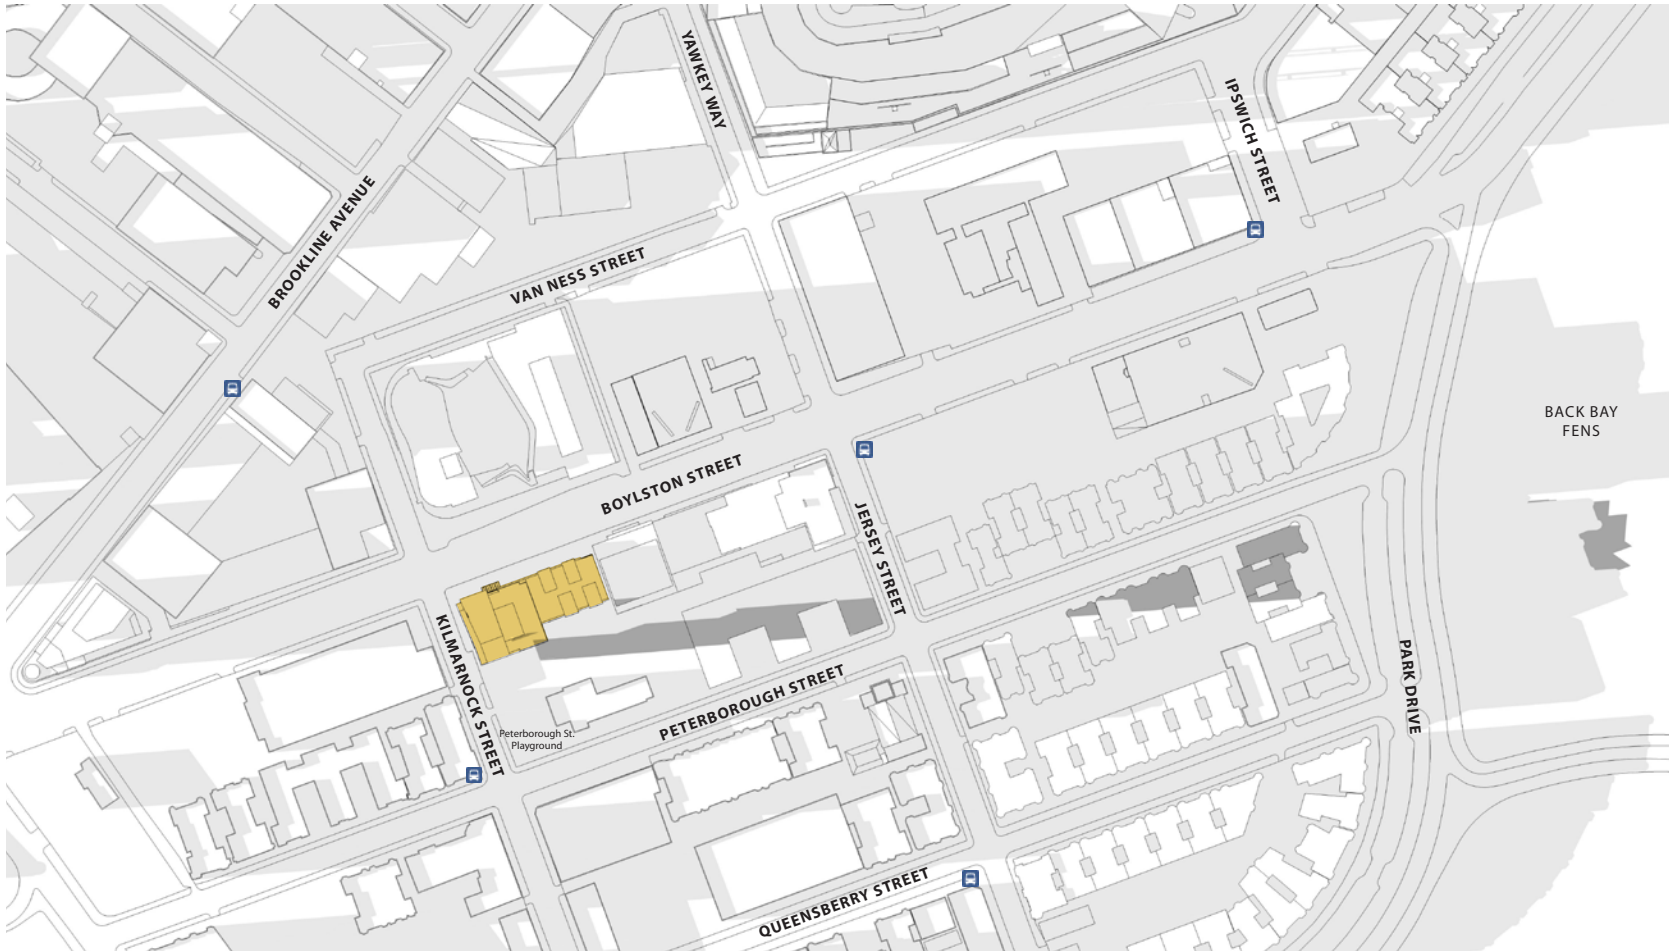 YAWKEY WAY
IPSWICH STREET
BROOKLINE AVENUE
VAN NESS STREET
BACK BAY
FENS
BOYLSTON STREET
JERSEY STREET
KILMARNOCK STREET
PARK DRIVE
PETERBOROUGH STREET
Peterborough St.
Playground
QUEENSBERRY STREET